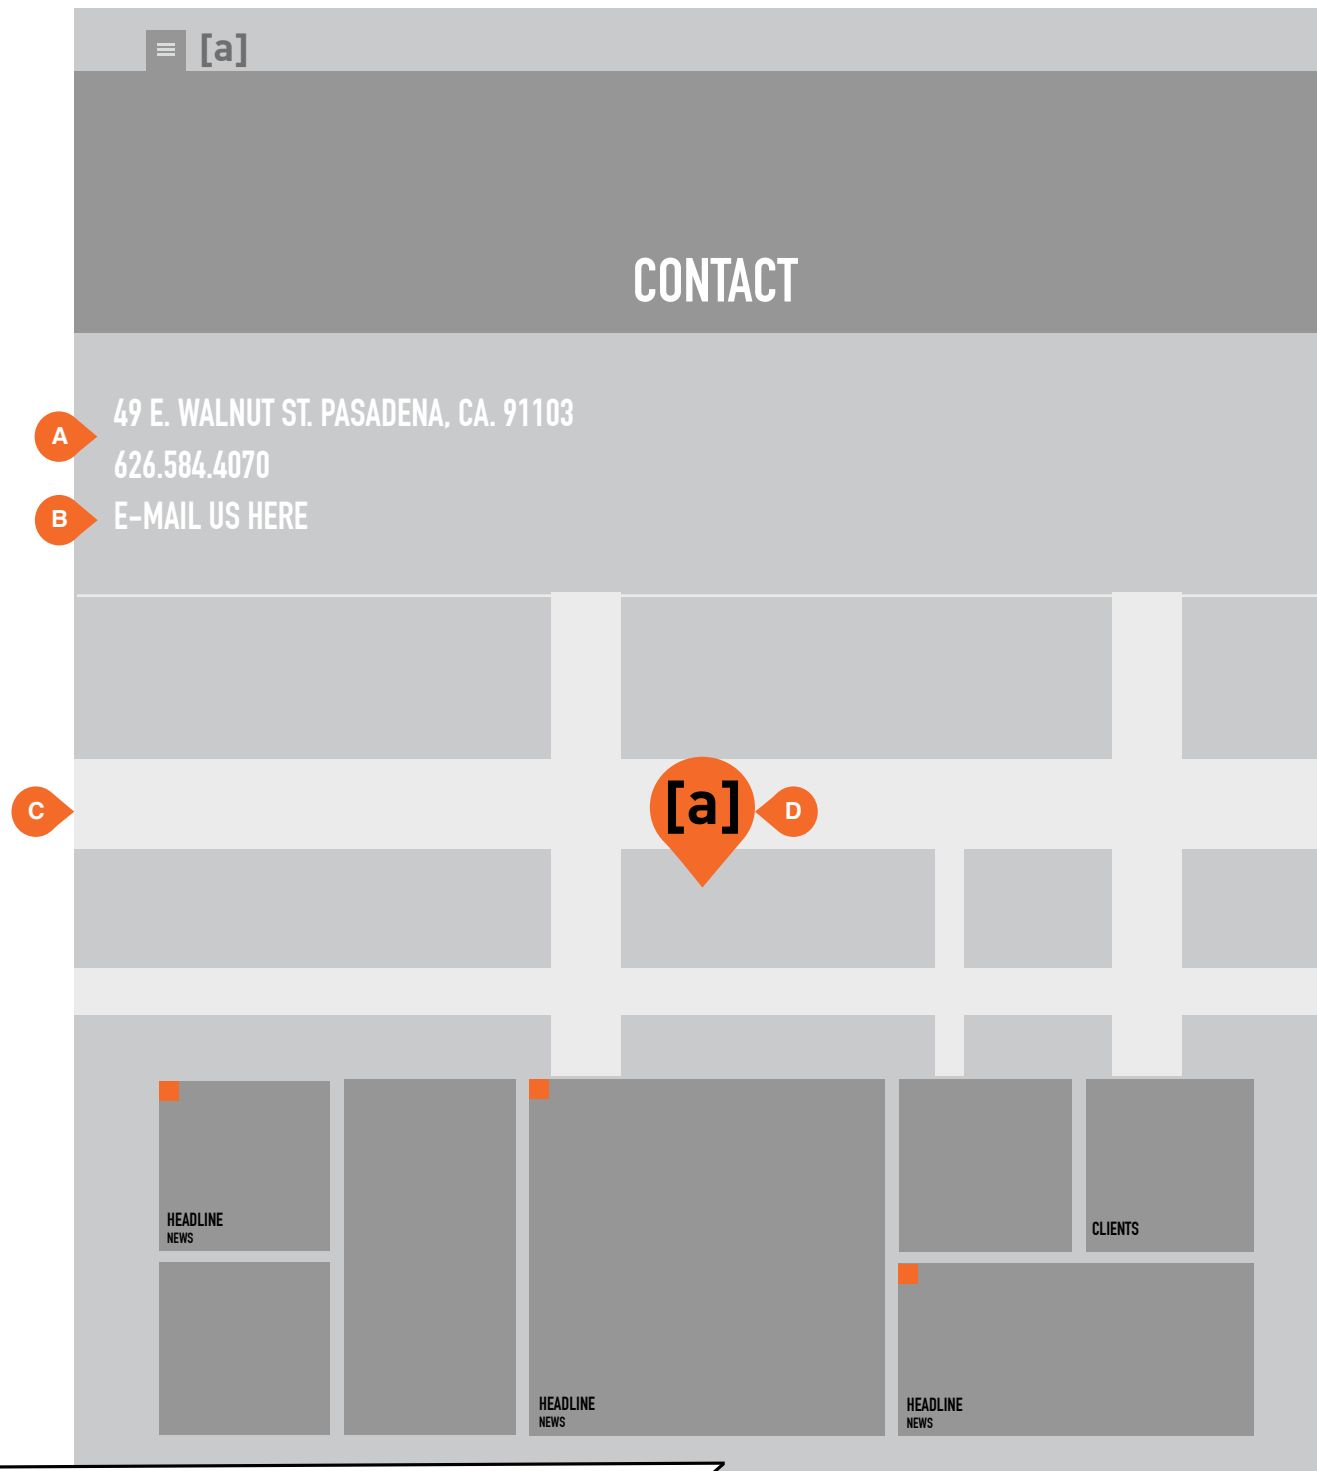 [a]
CONTACT
49 E. WALNUT ST. PASADENA, CA. 91103
A
626.584.4070
B
E-MAIL US HERE
C
[a]
D
HEADLINE
NEWS
CLIENTS
HEADLINE
NEWS
HEADLINE
NEWS